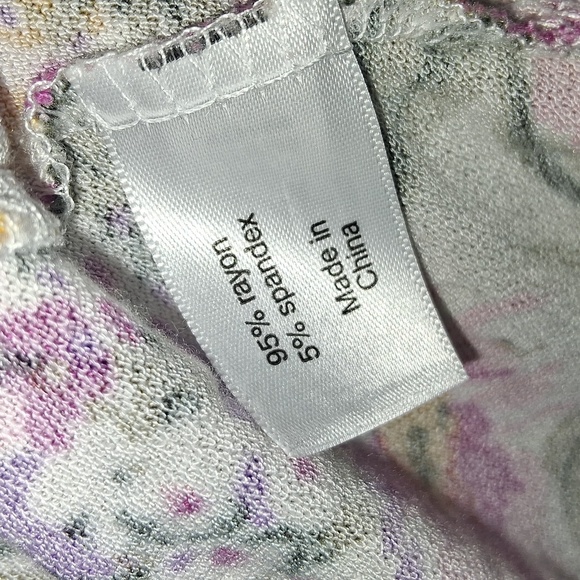 95% rayon
5% spandex
Made in
China